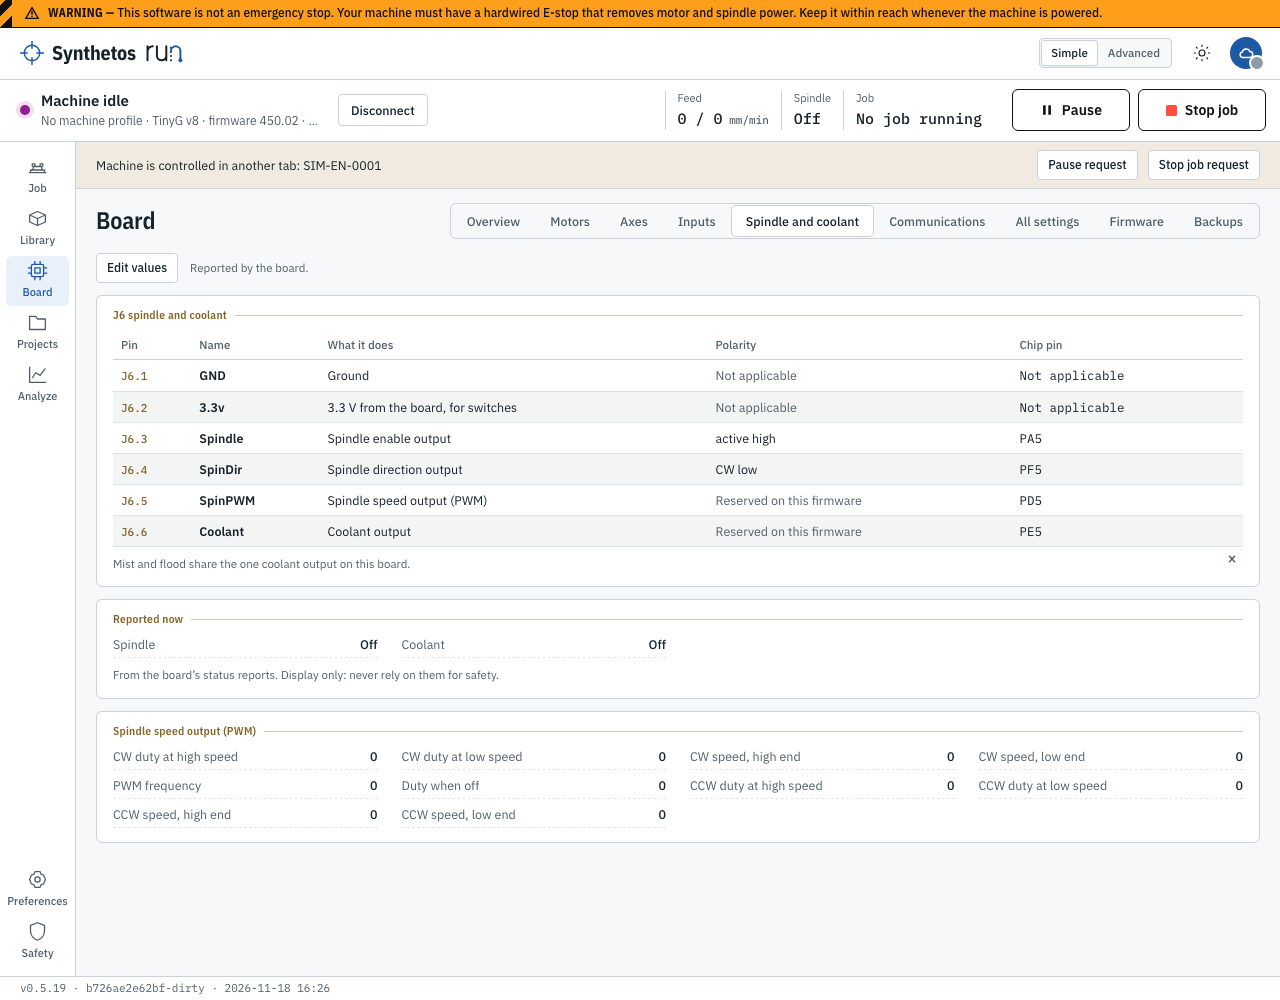 WARNING — This software is not an emergency stop. Your machine must have a hardwired E-stop that removes motor and spindle power. Keep it within reach whenever the machine is powered.
Synthetos run
Simple Advanced
Machine idle
No machine profile · TinyG v8 · firmware 450.02 · ...
Disconnect
Feed
0 / 0 mm/min
Spindle
Off
Job
No job running
Pause
Stop job
Job
Library
Board
Projects
Analyze
Preferences
Safety
Machine is controlled in another tab: SIM-EN-0001
Pause request Stop job request
Board
Overview Motors Axes Inputs Spindle and coolant Communications All settings Firmware Backups
Edit values Reported by the board.
J6 spindle and coolant
Pin Name What it does Polarity Chip pin
J6.1 GND Ground Not applicable Not applicable
J6.2 3.3v 3.3 V from the board, for switches Not applicable Not applicable
J6.3 Spindle Spindle enable output active high PA5
J6.4 SpinDir Spindle direction output CW low PF5
J6.5 SpinPWM Spindle speed output (PWM) Reserved on this firmware PD5
J6.6 Coolant Coolant output Reserved on this firmware PE5
Mist and flood share the one coolant output on this board. ×
Reported now
Spindle Off Coolant Off
From the board’s status reports. Display only: never rely on them for safety.
Spindle speed output (PWM)
CW duty at high speed 0 CW duty at low speed 0 CW speed, high end 0 CW speed, low end 0
PWM frequency 0 Duty when off 0 CCW duty at high speed 0 CCW duty at low speed 0
CCW speed, high end 0 CCW speed, low end 0
v0.5.19 · b726ae2e62bf-dirty · 2026-11-18 16:26